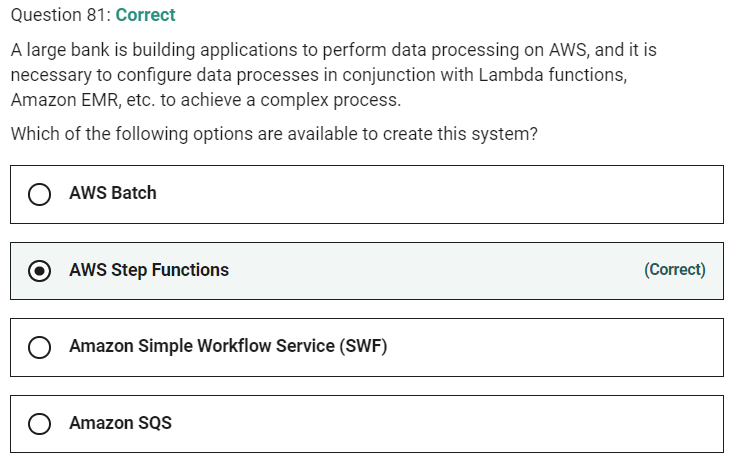 Question 81: Correct
A large bank is building applications to perform data processing on AWS, and it is
necessary to configure data processes in conjunction with Lambda functions,
Amazon EMR, etc. to achieve a complex process.
Which of the following options are available to create this system?
AWS Batch
AWS Step Functions (Correct)
Amazon Simple Workflow Service (SWF)
Amazon SQS